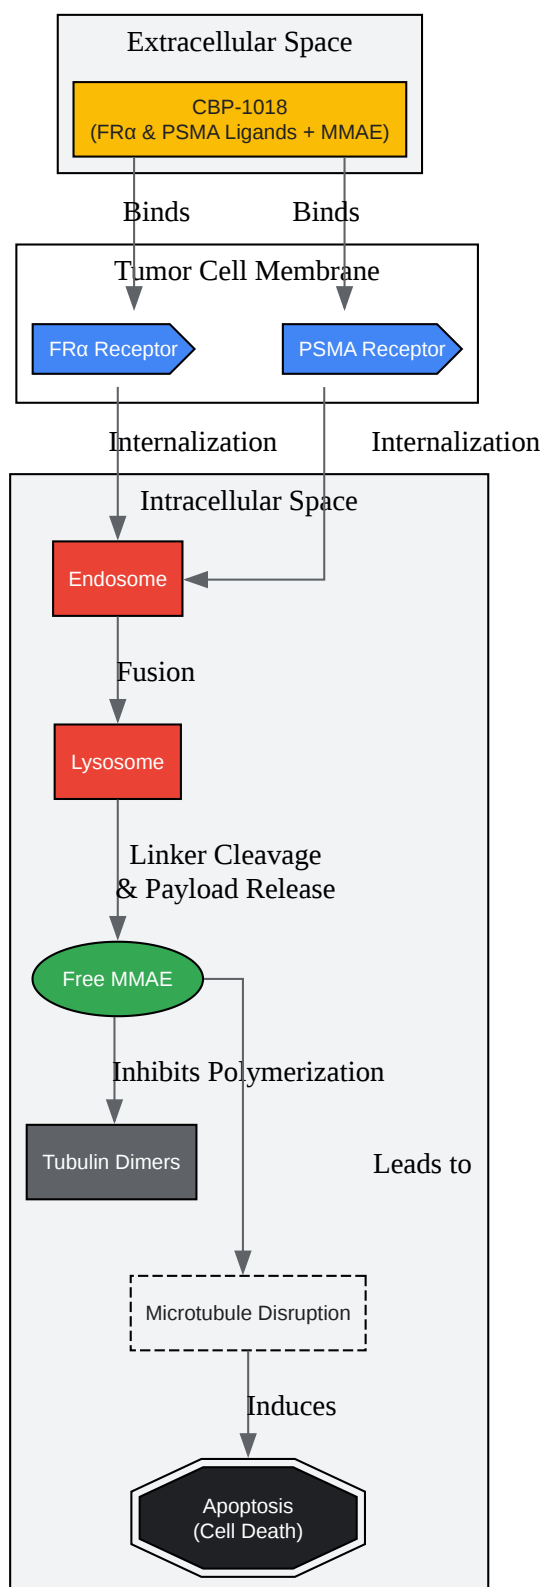 Extracellular Space
CBP-1018
(FRα & PSMA Ligands + MMAE)
Binds
Binds
Tumor Cell Membrane
FRα Receptor
PSMA Receptor
Internalization
Internalization
Intracellular Space
Endosome
Fusion
Lysosome
Linker Cleavage
& Payload Release
Free MMAE
Inhibits Polymerization
Tubulin Dimers
Leads to
Microtubule Disruption
Induces
Apoptosis
(Cell Death)